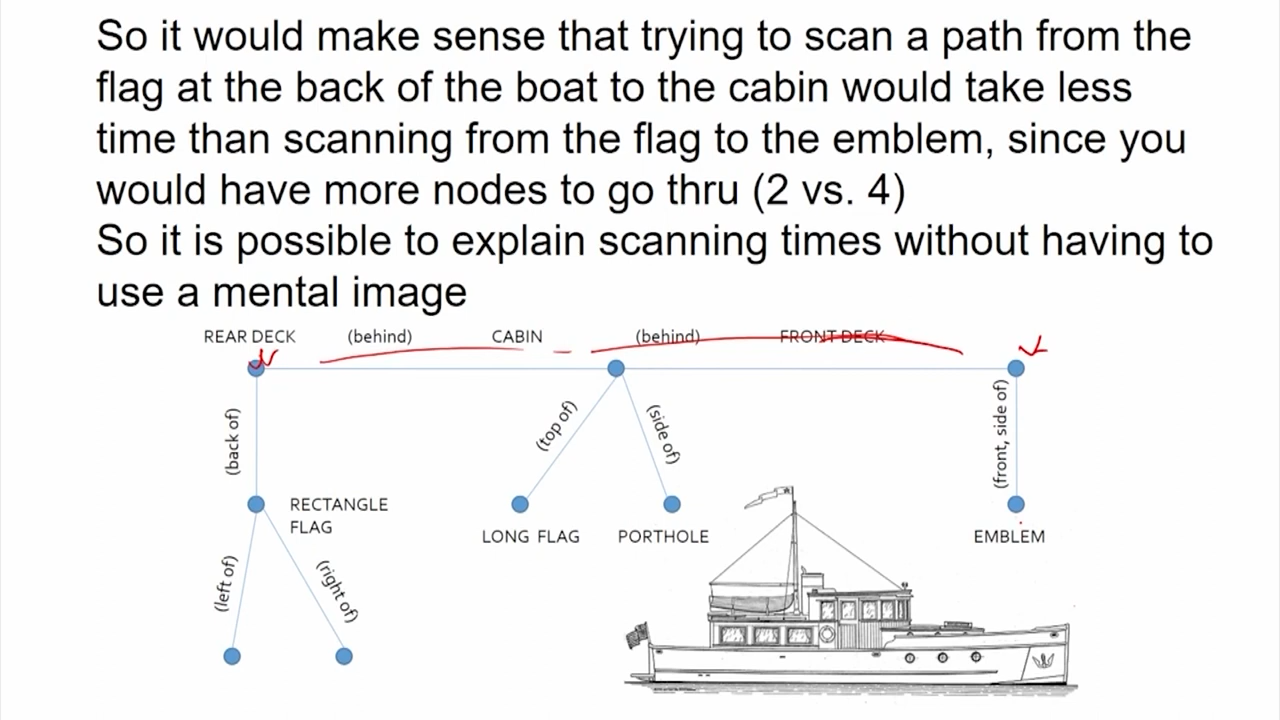 So it would make sense that trying to scan a path from the
flag at the back of the boat to the cabin would take less
time than scanning from the flag to the emblem, since you
would have more nodes to go thru (2 vs. 4)
So it is possible to explain scanning times without having to
use a mental image
REAR DECK (behind) CABIN (behind) FRONT DECK
(back of)
(top of)
(side of)
(front, side of)
RECTANGLE
FLAG
LONG FLAG PORTHOLE EMBLEM
(left of)
(right of)